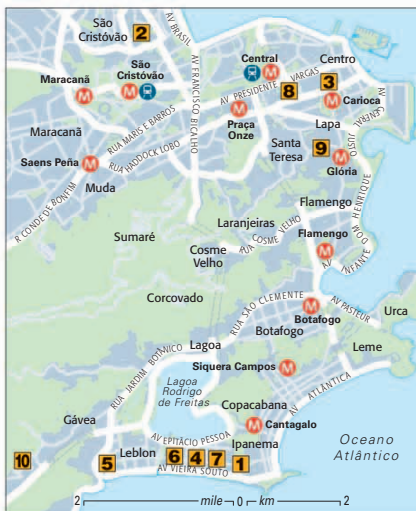 São
Cristóvão
2
AV BRASIL
Maracanã
M
São
Cristóvão
M
AV FRANCISCO BICALHO
Central
M
Centro
3
M
Carioca
AV PRESIDENTE VARGAS
8
AV GENERAL JUSTO
Maracanã
RUA MARIS E BARROS
Praça
Onze
M
Lapa
Saens Peña
M
RUA HADDOCK LOBO
Santa
Teresa
9
M
Glória
R CONDE DE BONFIM
Muda
Flamengo
DOM HENRIQUE
Sumaré
Laranjeiras
Cosme
Velho
RUA COSME VELHO
Flamengo
M
INFANTE
AV
Corcovado
RUA SÃO CLEMENTE
M
Botafogo
AV PASTEUR
Urca
Botafogo
Lagoa
Leme
RUA JARDIM BOTÂNICO
Siquera Campos
M
Lagoa
Rodrigo
de Freitas
Copacabana
AV ATLÂNTICA
Gávea
M
Cantagalo
AV EPITÁCIO PESSOA
Ipanema
Leblon
Oceano
Atlântico
10
5
6
4
7
1
AV VIEIRA SOUTO
2 mile 0 km 2